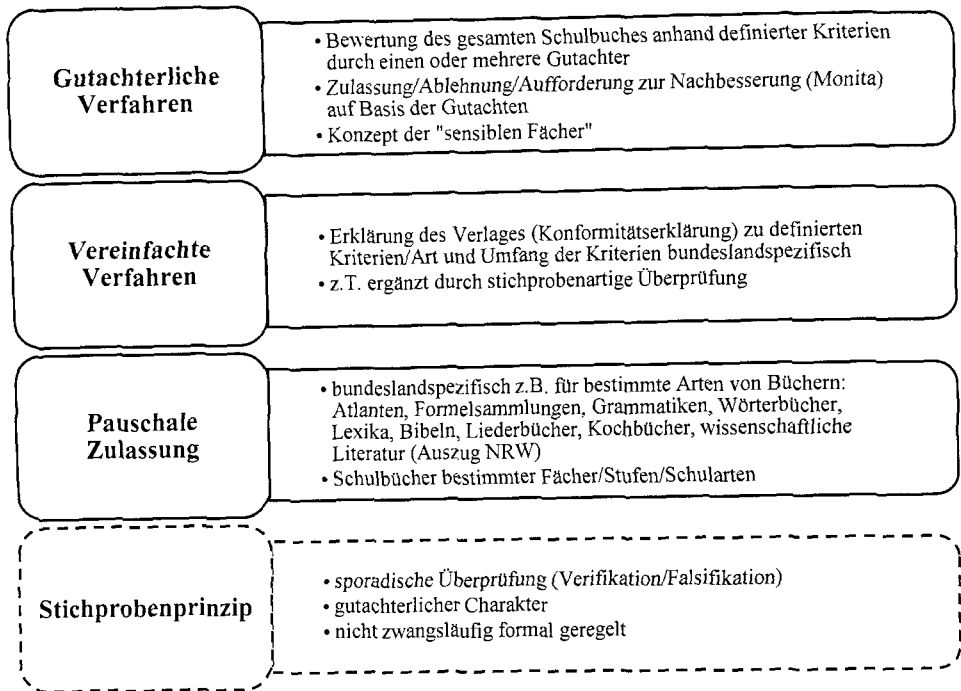 Gutachterliche
Verfahren
• Bewertung des gesamten Schulbuches anhand definierter Kriterien
durch einen oder mehrere Gutachter
• Zulassung/Ablehnung/Aufforderung zur Nachbesserung (Monita)
auf Basis der Gutachten
• Konzept der "sensiblen Fächer"
Vereinfachte
Verfahren
• Erklärung des Verlages (Konformitätserklärung) zu definierten
Kriterien/Art und Umfang der Kriterien bundeslandspezifisch
• z.T. ergänzt durch stichprobenartige Überprüfung
Pauschale
Zulassung
• bundeslandspezifisch z.B. für bestimmte Arten von Büchern:
Atlanten, Formelsammlungen, Grammatiken, Wörterbücher,
Lexika, Bibeln, Liederbücher, Kochbücher, wissenschaftliche
Literatur (Auszug NRW)
• Schulbücher bestimmter Fächer/Stufen/Schularten
Stichprobenprinzip
• sporadische Überprüfung (Verifikation/Falsifikation)
• gutachterlicher Charakter
• nicht zwangsläufig formal geregelt